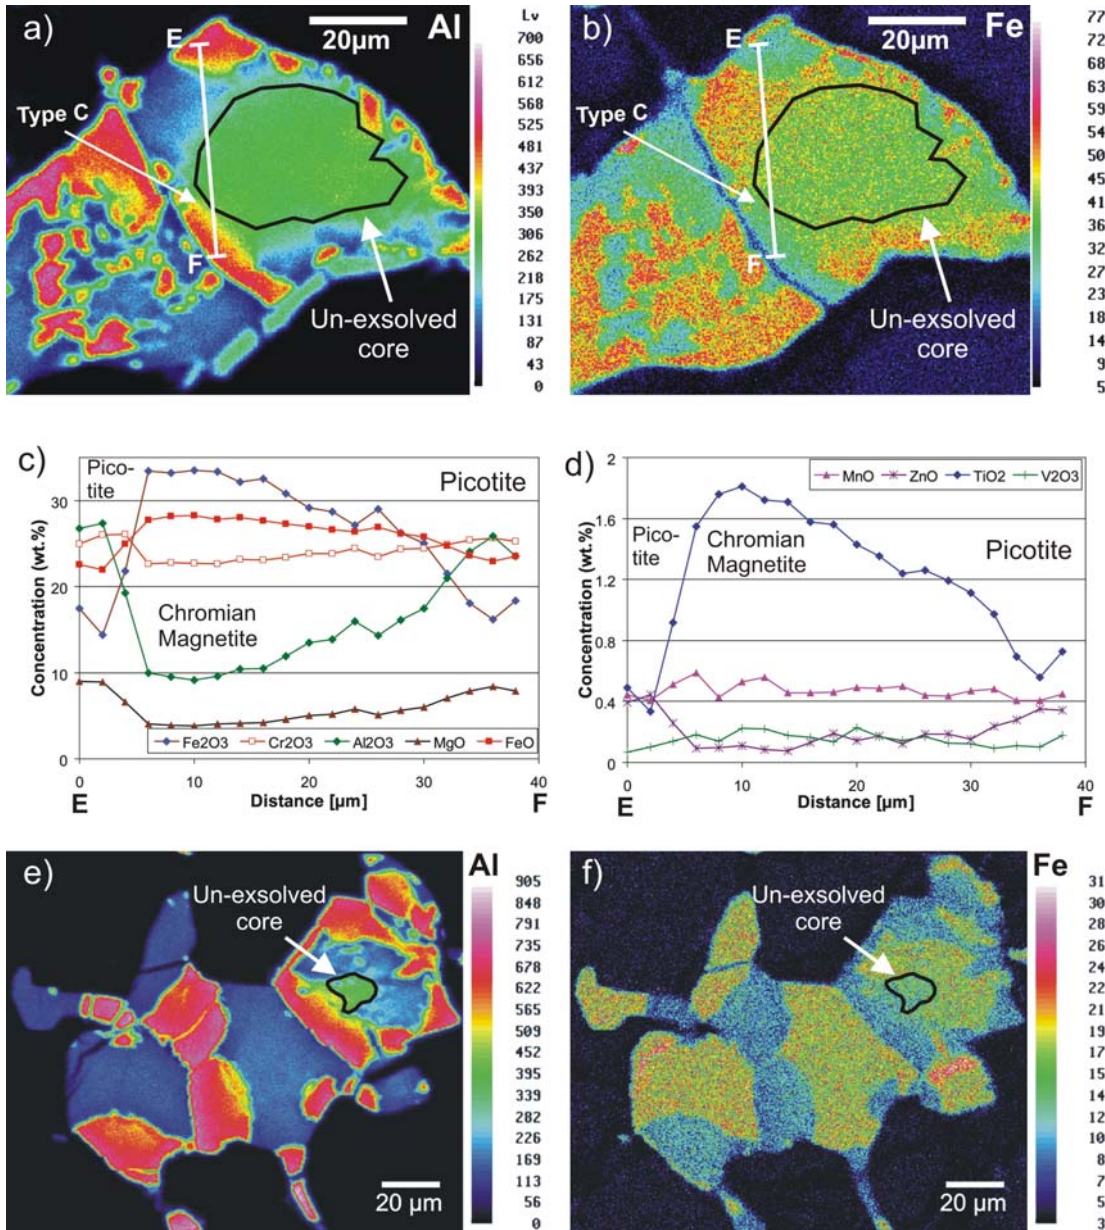 a)
20µm
Al
E
Type C
F
Un-exsolved
core
Lv
700
656
612
568
525
481
437
393
350
306
262
218
175
131
87
43
0
b)
20µm
Fe
E
Type C
F
Un-exsolved
core
77
72
68
63
59
54
50
45
41
36
32
27
23
18
14
9
5
c)
Pico-
tite
Picotite
Chromian
Magnetite
Concentration (wt.%)
30
20
10
0
Fe2O3 Cr2O3 Al2O3 MgO FeO
0 10 20 30 40
E Distance [µm] F
d)
MnO ZnO TiO2 V2O3
Pico-
tite
Chromian
Magnetite
Picotite
Concentration (wt.%)
2
1.6
1.2
0.8
0.4
0
0 10 20 30 40
E Distance [µm] F
e)
Al
Un-exsolved
core
20 µm
905
848
791
735
678
622
565
509
452
395
339
282
226
169
113
56
0
f)
Fe
Un-exsolved
core
20 µm
31
30
28
26
24
22
21
19
17
15
14
12
10
8
7
5
3